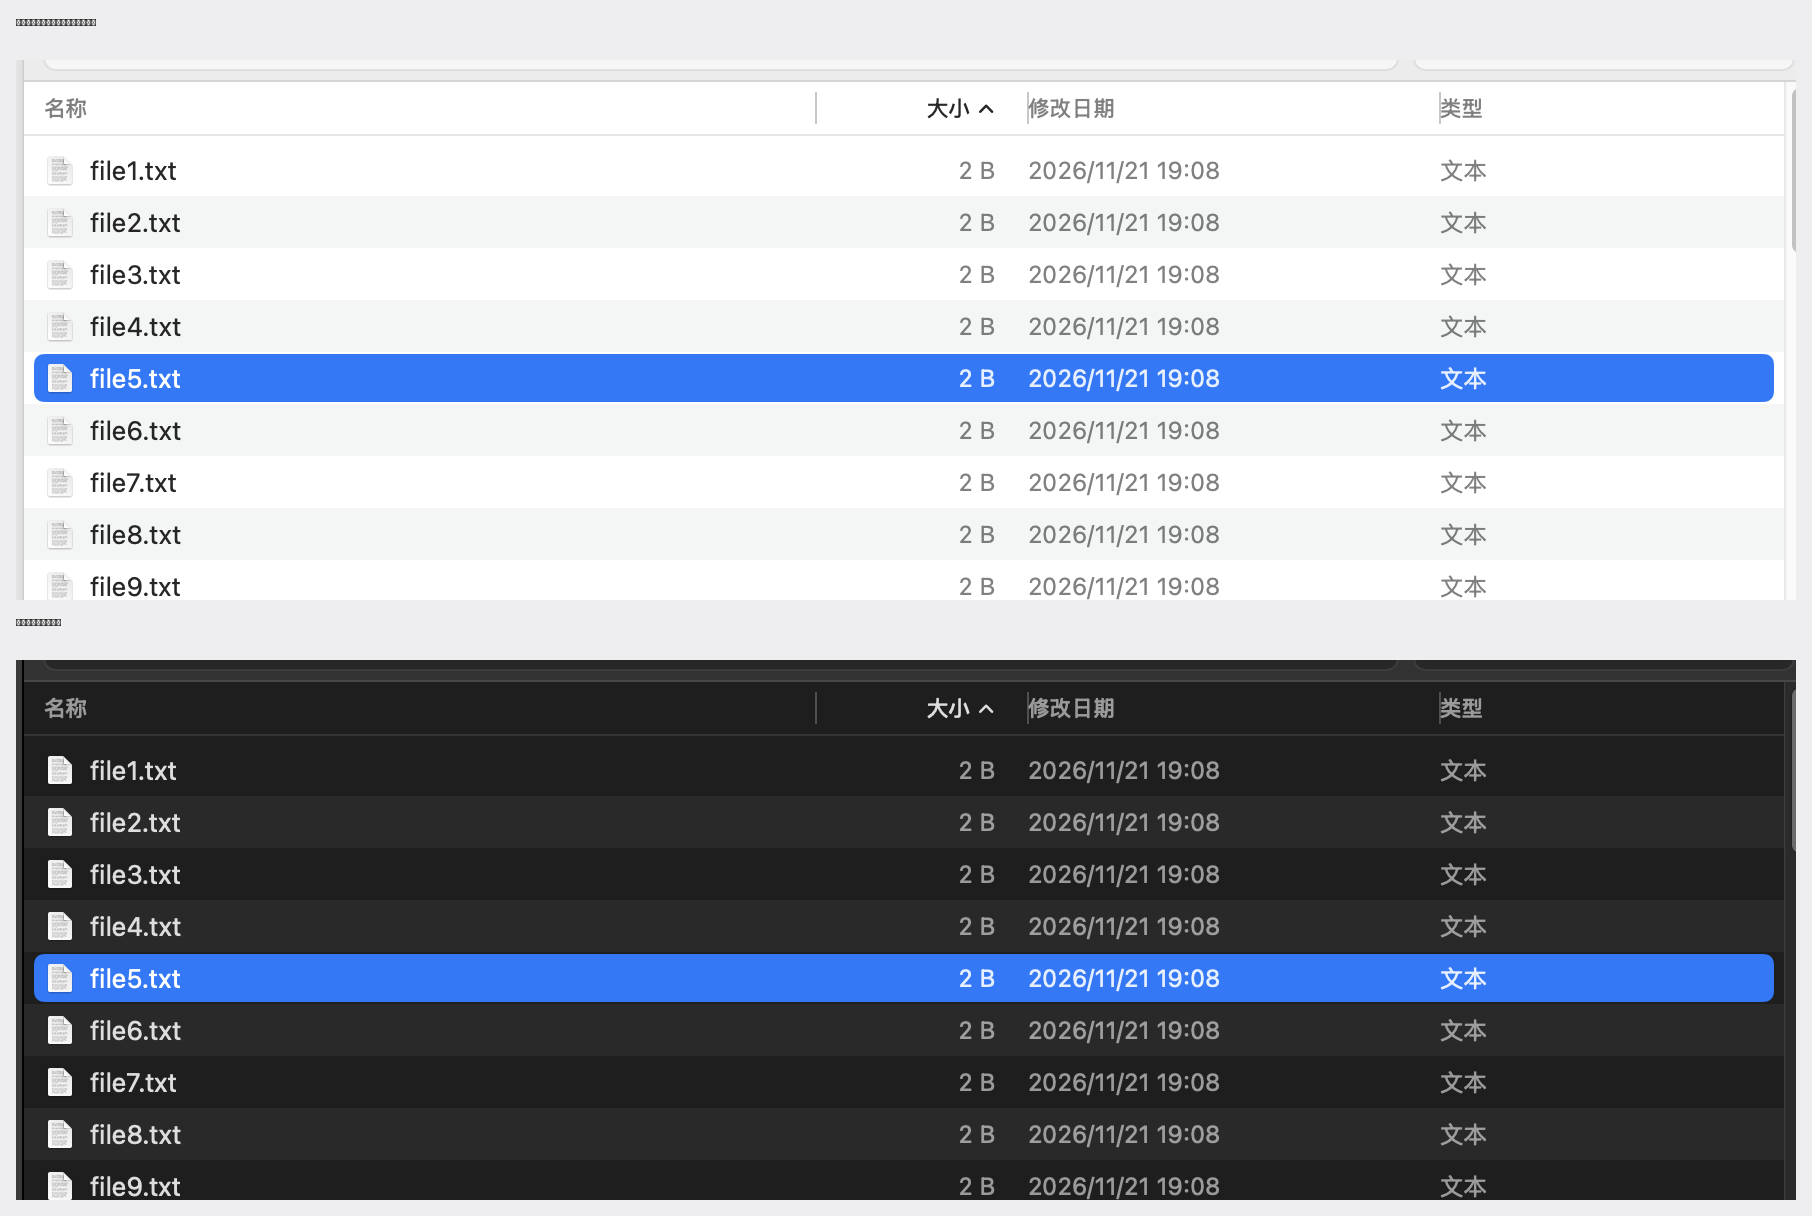 名称 大小 修改日期 类型
file1.txt 2 B 2026/11/21 19:08 文本
file2.txt 2 B 2026/11/21 19:08 文本
file3.txt 2 B 2026/11/21 19:08 文本
file4.txt 2 B 2026/11/21 19:08 文本
file5.txt 2 B 2026/11/21 19:08 文本
file6.txt 2 B 2026/11/21 19:08 文本
file7.txt 2 B 2026/11/21 19:08 文本
file8.txt 2 B 2026/11/21 19:08 文本
file9.txt 2 B 2026/11/21 19:08 文本
名称 大小 修改日期 类型
file1.txt 2 B 2026/11/21 19:08 文本
file2.txt 2 B 2026/11/21 19:08 文本
file3.txt 2 B 2026/11/21 19:08 文本
file4.txt 2 B 2026/11/21 19:08 文本
file5.txt 2 B 2026/11/21 19:08 文本
file6.txt 2 B 2026/11/21 19:08 文本
file7.txt 2 B 2026/11/21 19:08 文本
file8.txt 2 B 2026/11/21 19:08 文本
file9.txt 2 B 2026/11/21 19:08 文本